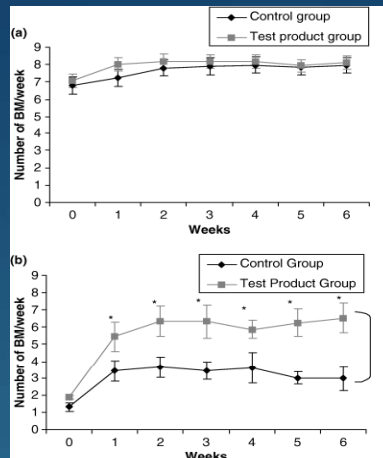 Control group
Test product group
(a)
Number of BM/week
9
8
7
6
5
4
3
2
1
0
0 1 2 3 4 5 6
Weeks
(b)
Control Group
Test Product Group
Number of BM/week
9
8
7
6
5
4
3
2
1
0
* * * * * *
0 1 2 3 4 5 6
Weeks